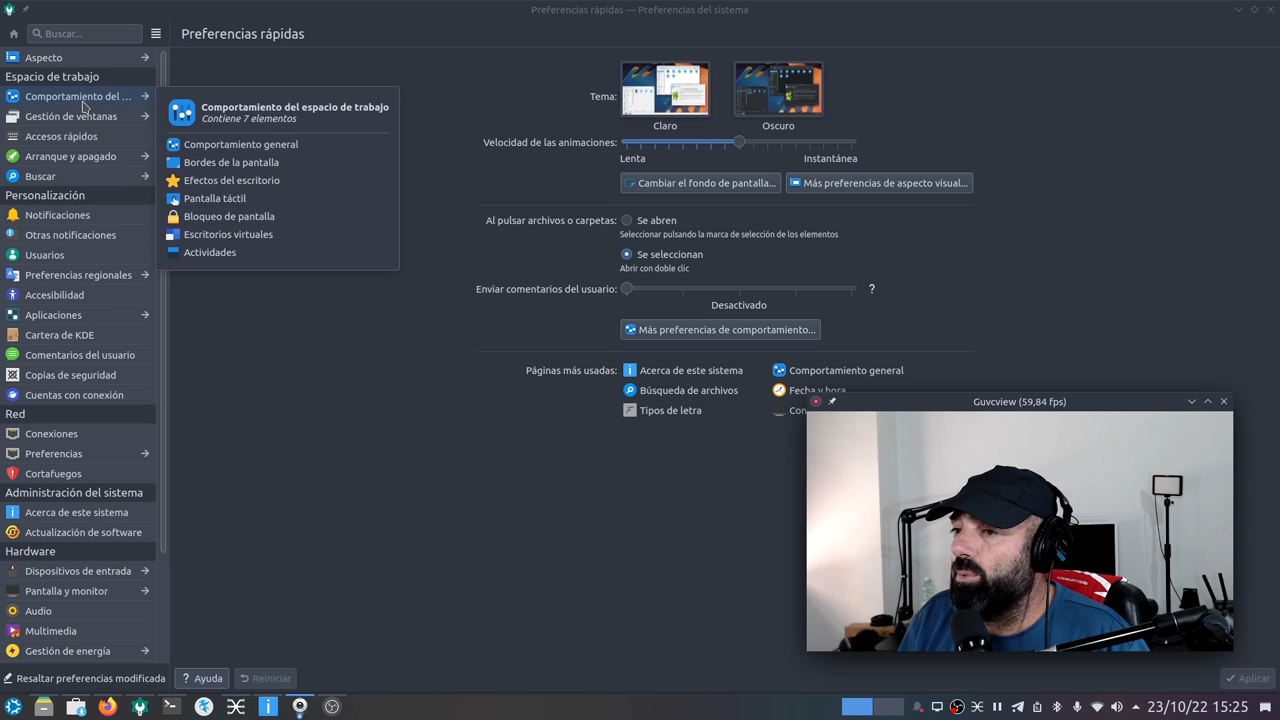 Preferencias rápidas — Preferencias del sistema
Buscar...
Preferencias rápidas
Aspecto
Espacio de trabajo
Comportamiento del ...
Gestión de ventanas
Accesos rápidos
Arranque y apagado
Buscar
Personalización
Notificaciones
Otras notificaciones
Usuarios
Preferencias regionales
Accesibilidad
Aplicaciones
Cartera de KDE
Comentarios del usuario
Copias de seguridad
Cuentas con conexión
Red
Conexiones
Preferencias
Cortafuegos
Administración del sistema
Acerca de este sistema
Actualización de software
Hardware
Dispositivos de entrada
Pantalla y monitor
Audio
Multimedia
Gestión de energía
Resaltar preferencias modificada
Comportamiento del espacio de trabajo
Contiene 7 elementos
Comportamiento general
Bordes de la pantalla
Efectos del escritorio
Pantalla táctil
Bloqueo de pantalla
Escritorios virtuales
Actividades
Tema:
Claro
Oscuro
Velocidad de las animaciones:
Lenta
Instantánea
Cambiar el fondo de pantalla...
Más preferencias de aspecto visual...
Al pulsar archivos o carpetas:
Se abren
Seleccionar pulsando la marca de selección de los elementos
Se seleccionan
Abrir con doble clic
Enviar comentarios del usuario:
?
Desactivado
Más preferencias de comportamiento...
Páginas más usadas:
Acerca de este sistema
Comportamiento general
Búsqueda de archivos
Fecha y hora
Tipos de letra
Con
Guvcview (59,84 fps)
? Ayuda
Reiniciar
Aplicar
23/10/22 15:25